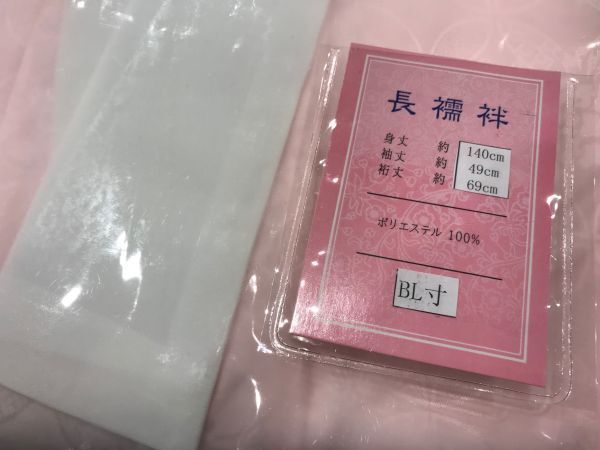 長襦袢
身丈 約 140cm
袖丈 約 49cm
裄丈 約 69cm
ポリエステル 100%
BL寸